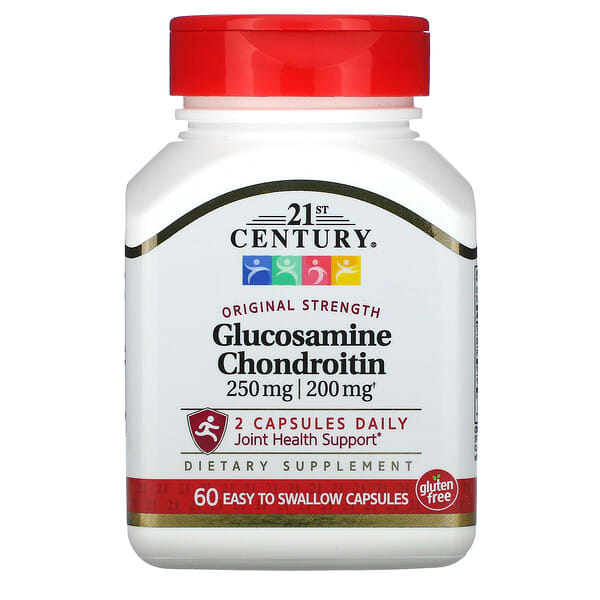 21ST
CENTURY®
ORIGINAL STRENGTH
Glucosamine
Chondroitin
250 mg | 200 mg†
2 CAPSULES DAILY
Joint Health Support*
DIETARY SUPPLEMENT
60 EASY TO SWALLOW CAPSULES
gluten
free